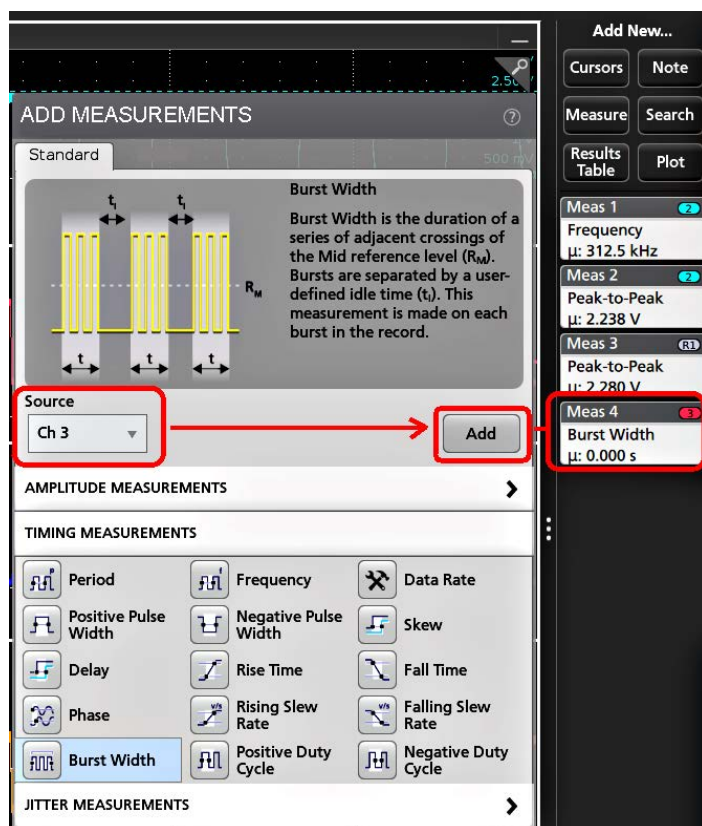 Add New...
Cursors
Note
Measure
Search
Results
Table
Plot
ADD MEASUREMENTS
?
Standard
500 mV
Burst Width
Burst Width is the duration of a
series of adjacent crossings of
the Mid reference level (RM).
Bursts are separated by a user-
defined idle time (tI). This
measurement is made on each
burst in the record.
tI
tI
RM
t
t
t
Source
Ch 3
Add
AMPLITUDE MEASUREMENTS
TIMING MEASUREMENTS
Period
Frequency
Data Rate
Positive Pulse
Width
Negative Pulse
Width
Skew
Delay
Rise Time
Fall Time
Phase
v/s
Rising Slew
Rate
v/s
Falling Slew
Rate
Burst Width
Positive Duty
Cycle
Negative Duty
Cycle
JITTER MEASUREMENTS
Meas 1
2
Frequency
μ: 312.5 kHz
Meas 2
2
Peak-to-Peak
μ: 2.238 V
Meas 3
R1
Peak-to-Peak
μ: 2.280 V
Meas 4
3
Burst Width
μ: 0.000 s